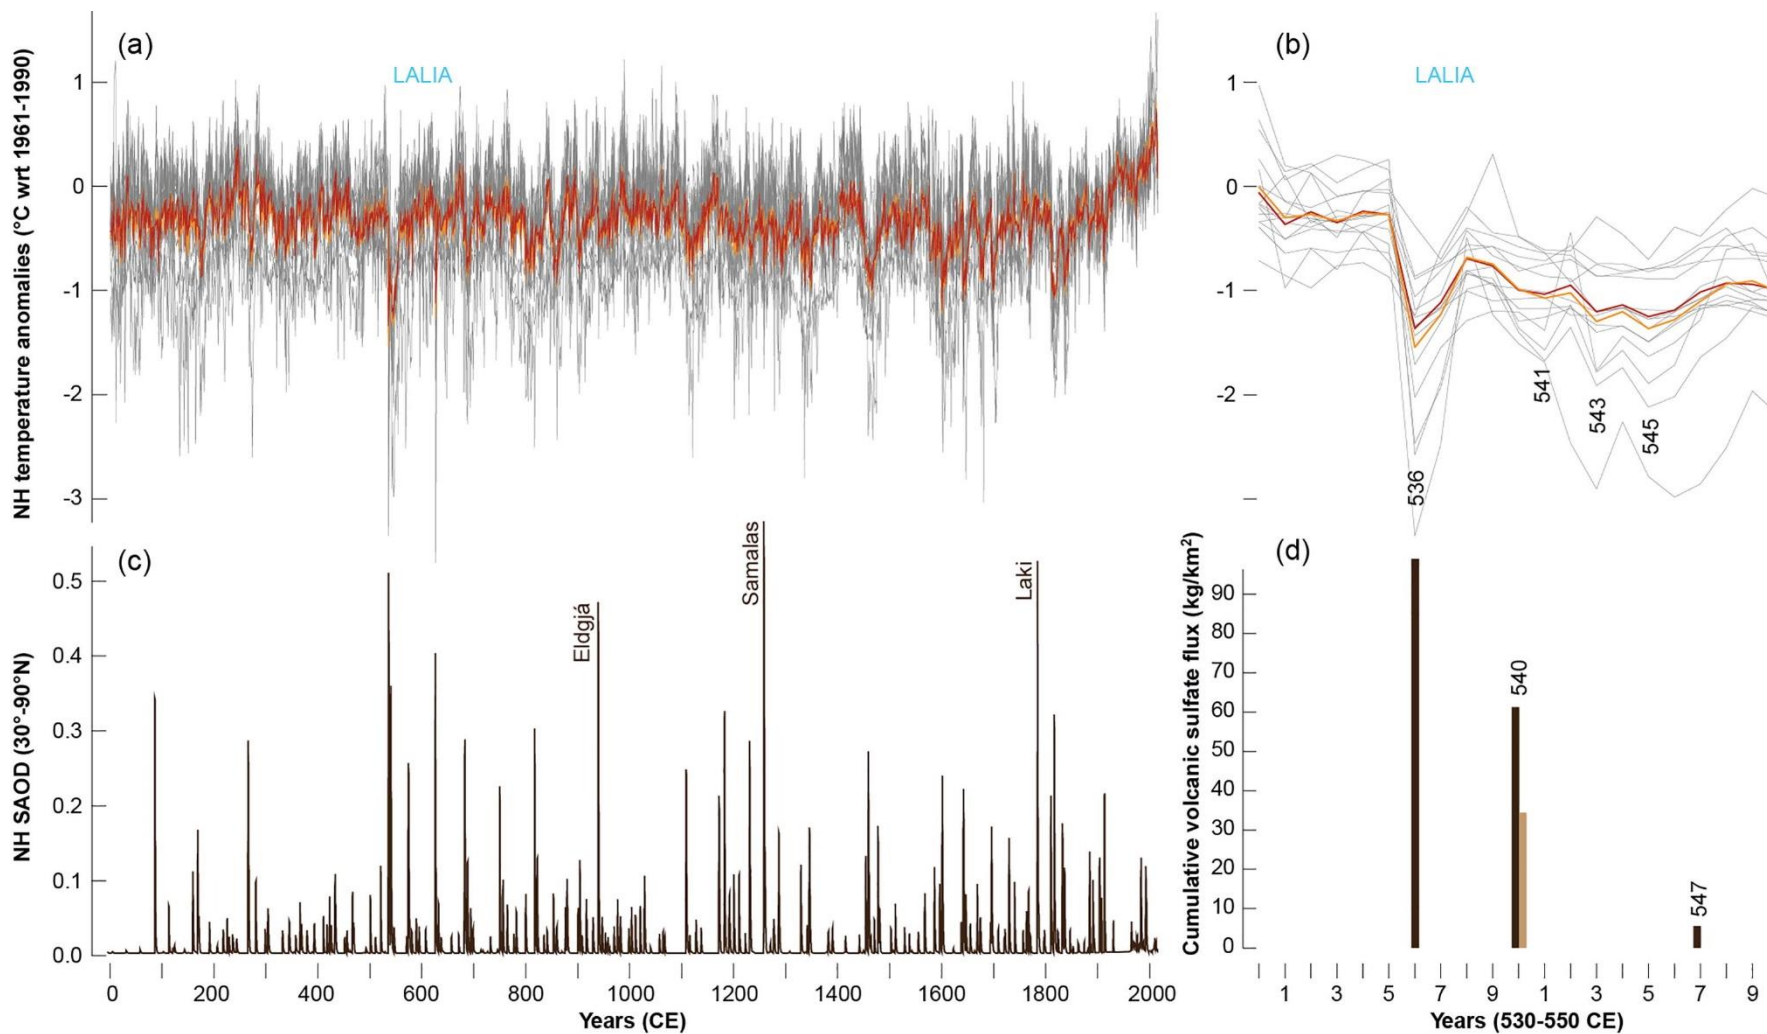 (a)
LALIA
NH temperature anomalies (°C wrt 1961-1990)
1
0
-1
-2
-3
(b)
LALIA
1
0
-1
-2
536
541
543
545
(c)
NH SAOD (30°-90°N)
0.5
0.4
0.3
0.2
0.1
0.0
Eldgjá
Samalas
Laki
0 200 400 600 800 1000 1200 1400 1600 1800 2000
Years (CE)
(d)
Cumulative volcanic sulfate flux (kg/km²)
90
80
70
60
50
40
30
20
10
0
540
547
1 3 5 7 9 1 3 5 7 9
Years (530-550 CE)